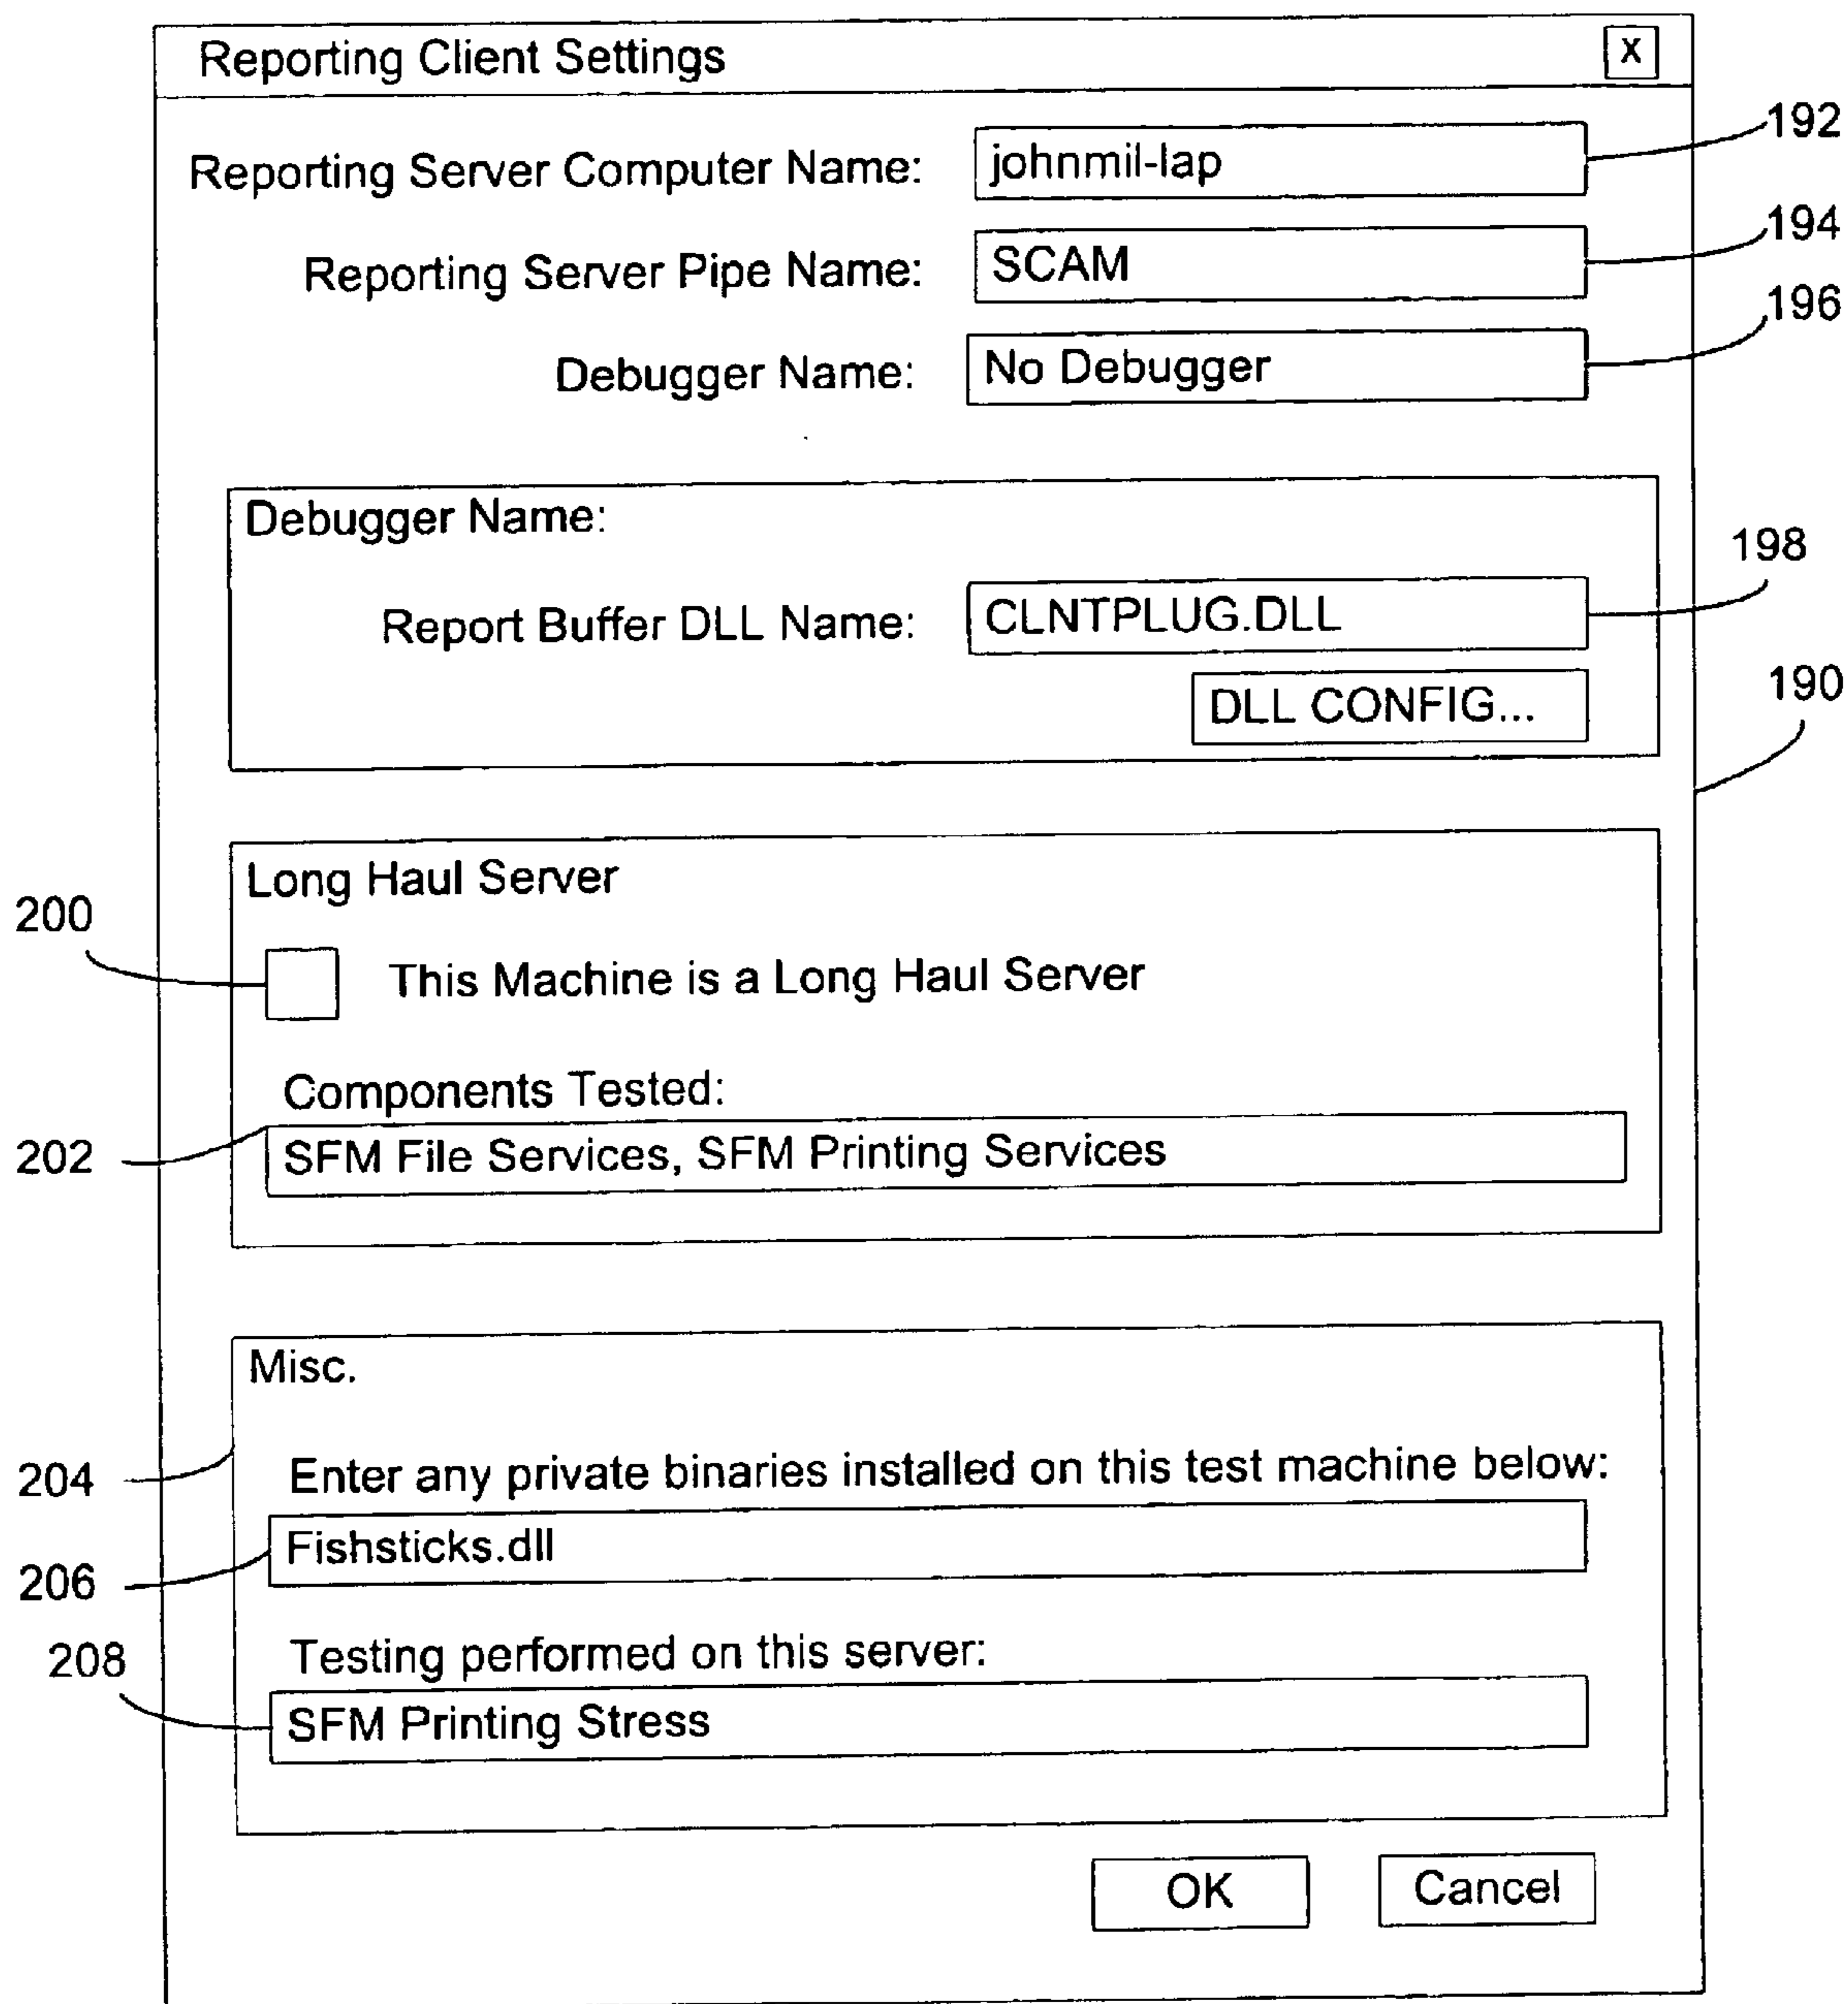 Reporting Client Settings X
Reporting Server Computer Name: johnmil-lap 192
Reporting Server Pipe Name: SCAM 194
Debugger Name: No Debugger 196
Debugger Name:
Report Buffer DLL Name: CLNTPLUG.DLL 198
DLL CONFIG... 190
Long Haul Server
200 This Machine is a Long Haul Server
Components Tested:
202 SFM File Services, SFM Printing Services
Misc.
204 Enter any private binaries installed on this test machine below:
206 Fishsticks.dll
Testing performed on this server:
208 SFM Printing Stress
OK Cancel